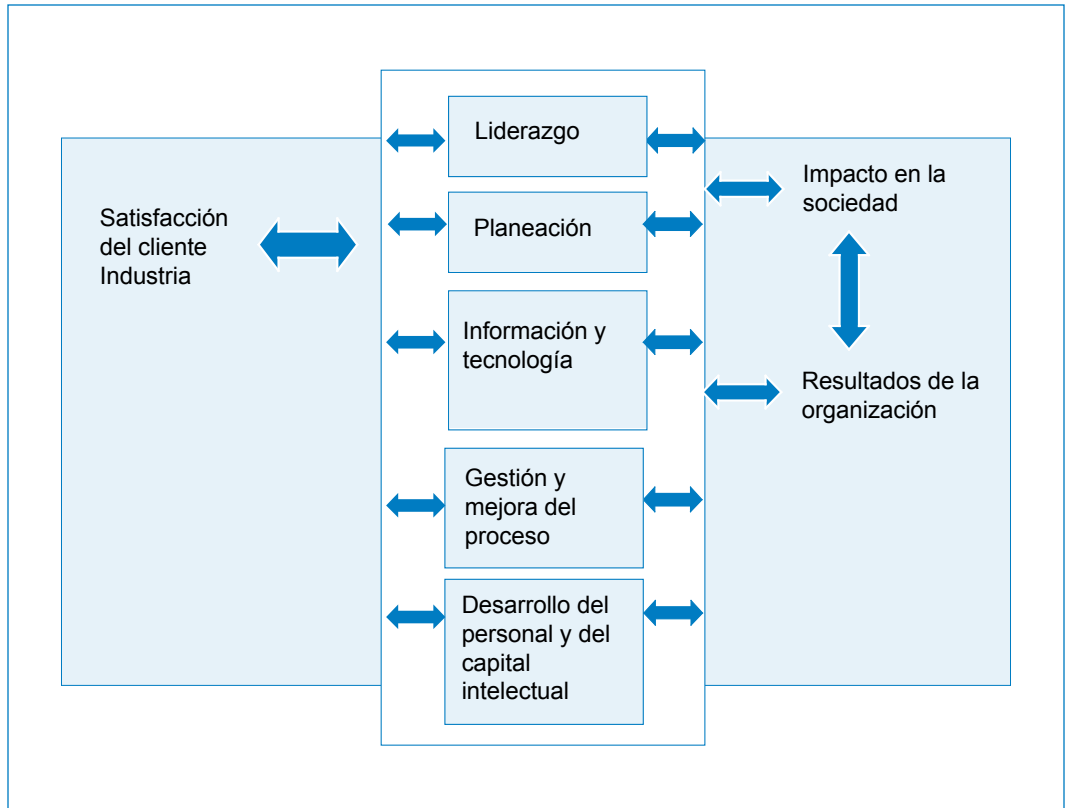 Satisfacción
del cliente
Industria
Liderazgo
Planeación
Información y
tecnología
Gestión y
mejora del
proceso
Desarrollo del
personal y del
capital
intelectual
Impacto en la
sociedad
Resultados de la
organización